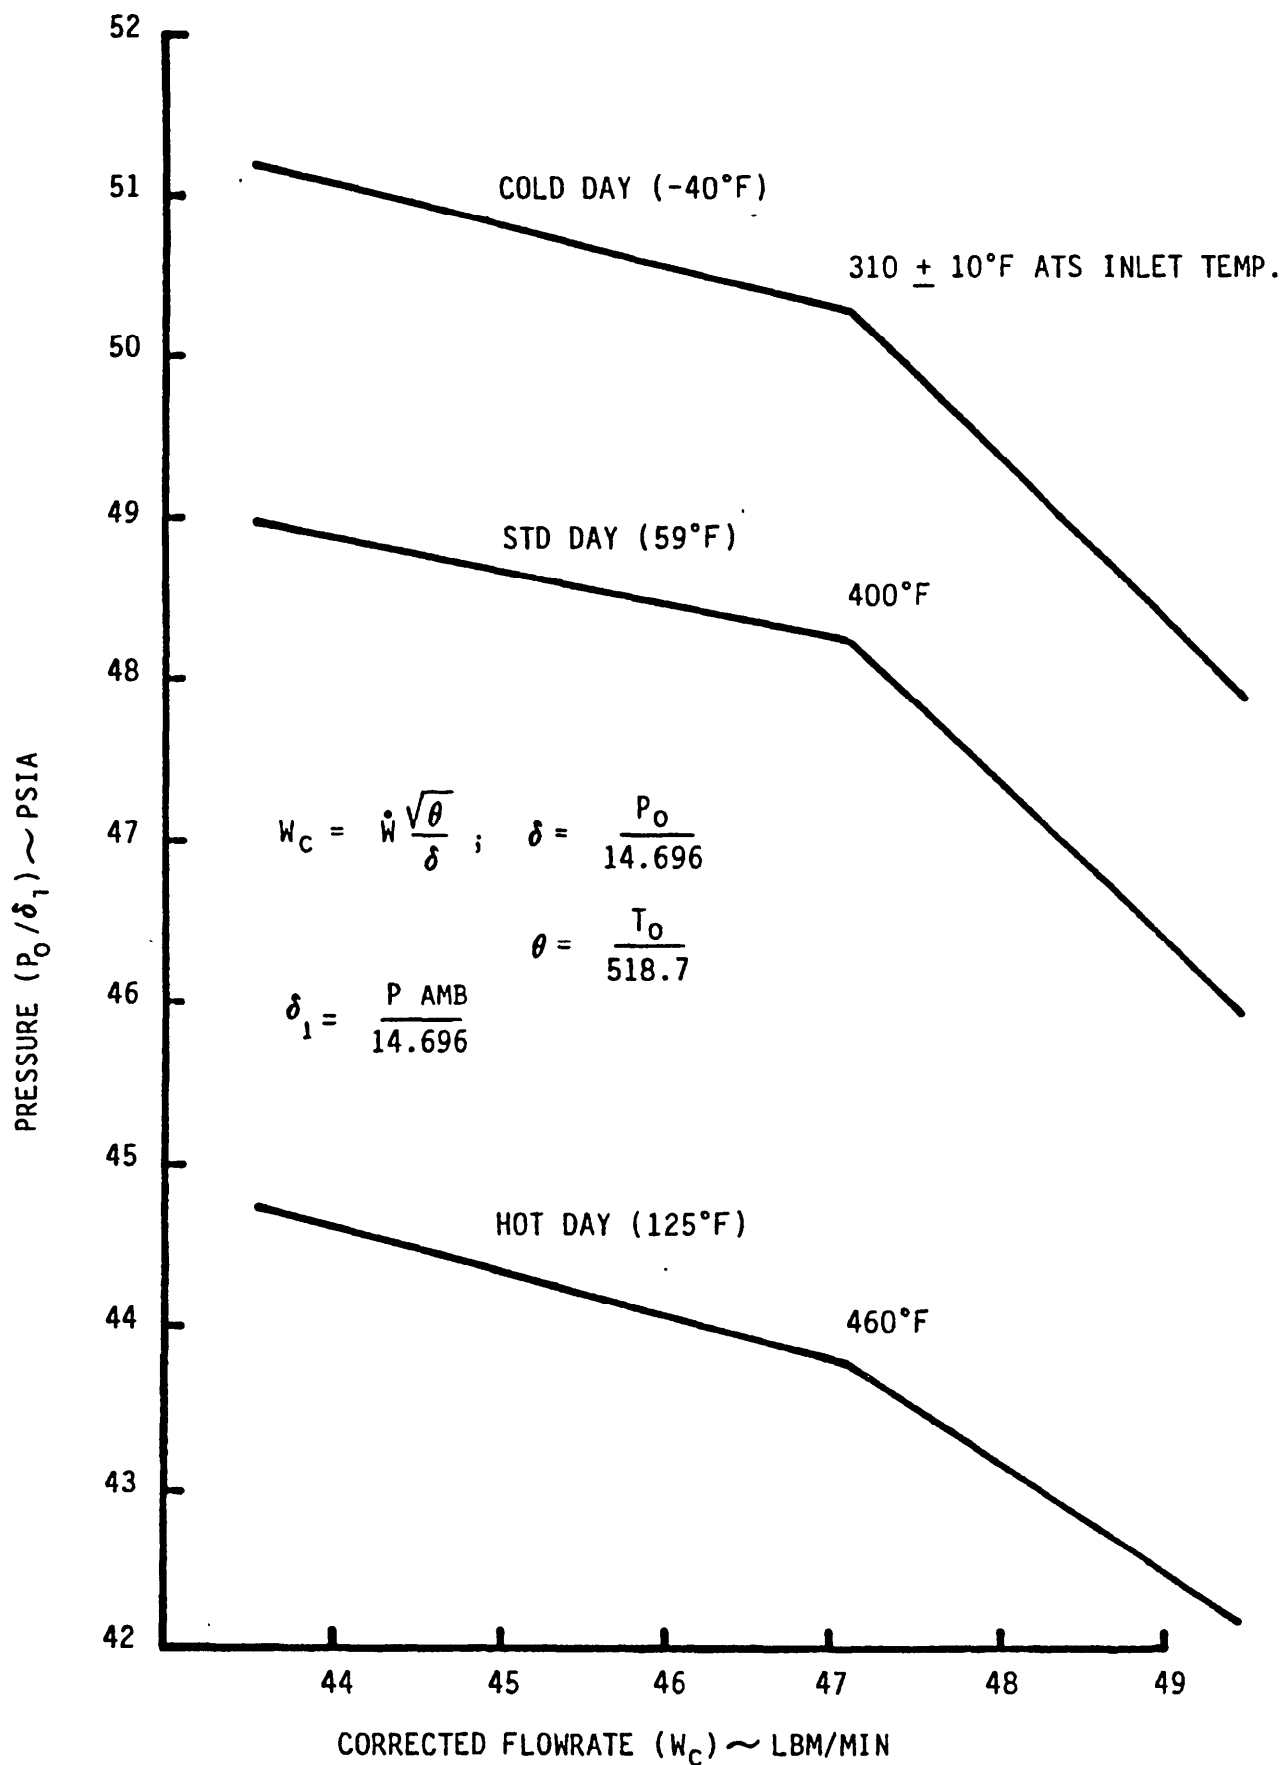 52
51
50
49
48
47
46
45
44
43
42
COLD DAY (-40°F)
310 ± 10°F ATS INLET TEMP.
STD DAY (59°F)
400°F
W_C = Ẇ √θ / δ ; δ = P_O / 14.696
θ = T_O / 518.7
δ_1 = P AMB / 14.696
HOT DAY (125°F)
460°F
PRESSURE (P_O/δ_1) ~ PSIA
44 45 46 47 48 49
CORRECTED FLOWRATE (W_C) ~ LBM/MIN